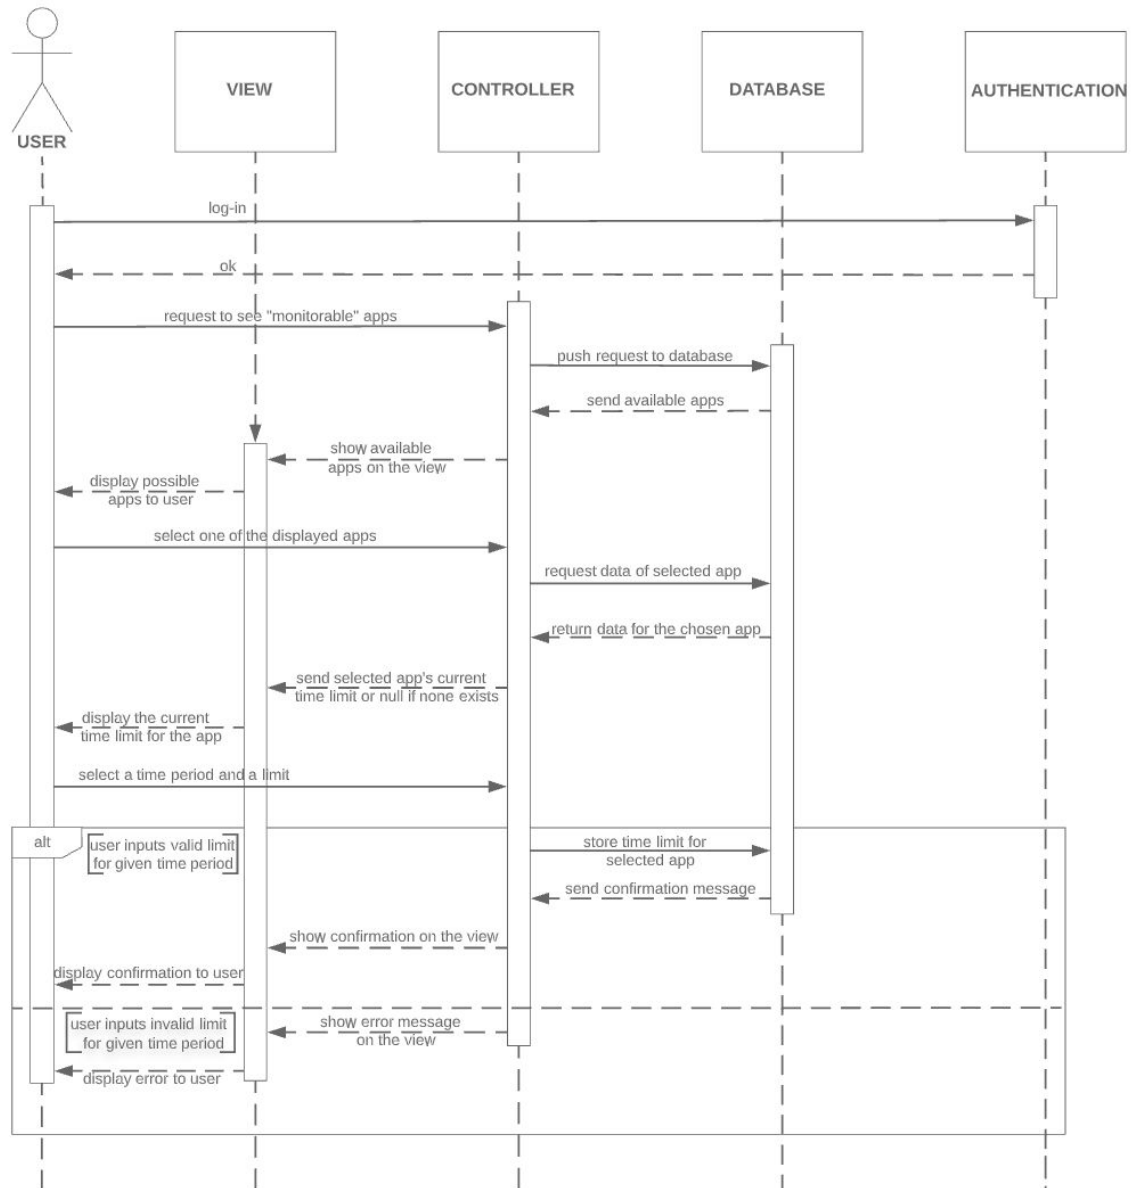 USER
VIEW
CONTROLLER
DATABASE
AUTHENTICATION
log-in
ok
request to see "monitorable" apps
push request to database
send available apps
show available
apps on the view
display possible
apps to user
select one of the displayed apps
request data of selected app
return data for the chosen app
send selected app's current
time limit or null if none exists
display the current
time limit for the app
select a time period and a limit
alt
user inputs valid limit
for given time period
store time limit for
selected app
send confirmation message
show confirmation on the view
display confirmation to user
user inputs invalid limit
for given time period
show error message
on the view
display error to user